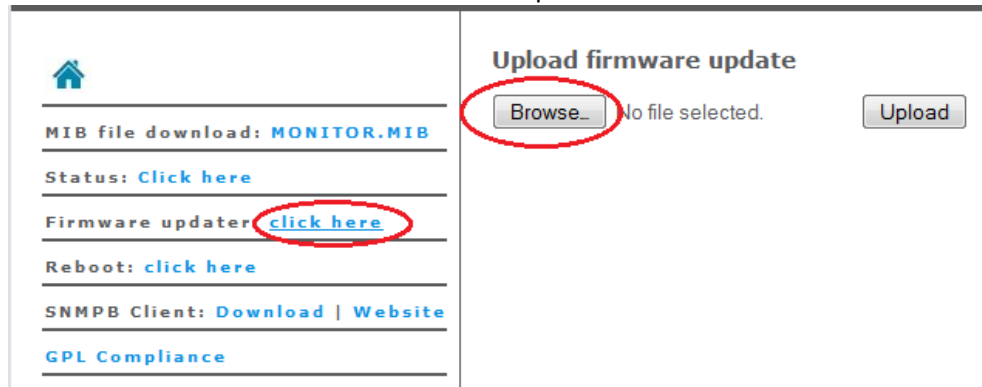 MIB file download: MONITOR.MIB
Status: Click here
Firmware updater: click here
Reboot: click here
SNMPB Client: Download | Website
GPL Compliance
Upload firmware update
Browse_ No file selected. Upload